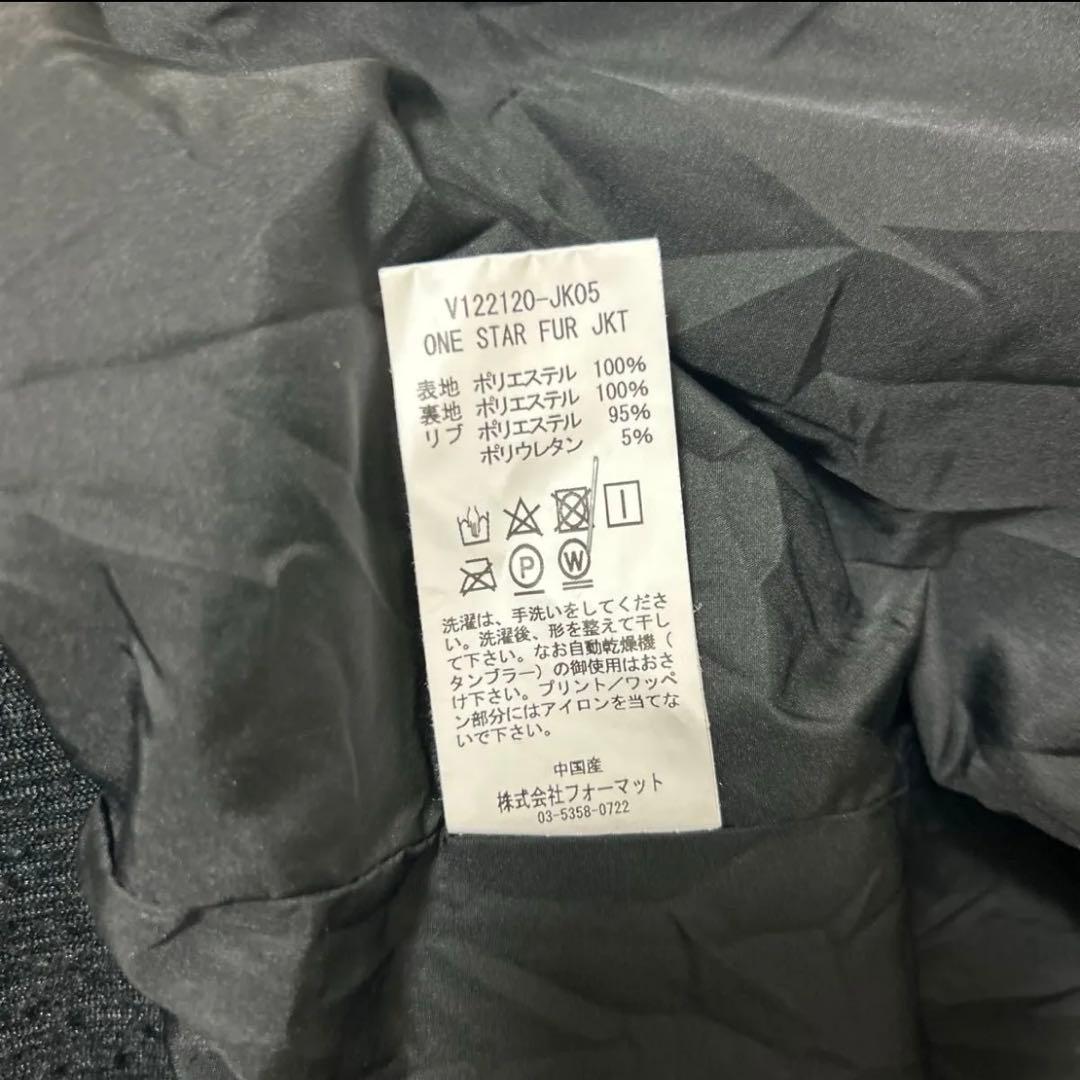 V122120-JK05
ONE STAR FUR JKT
表地 ポリエステル 100%
裏地 ポリエステル 100%
リブ ポリエステル 95%
ポリウレタン 5%
P W
洗濯は、手洗いをしてくださ
い。洗濯後、形を整えて干し
て下さい。なお自動乾燥機（
タンブラー）の御使用はおさ
け下さい。プリント／ワッペ
ン部分にはアイロンを当てな
いで下さい。
中国産
株式会社フォーマット
03-5358-0722